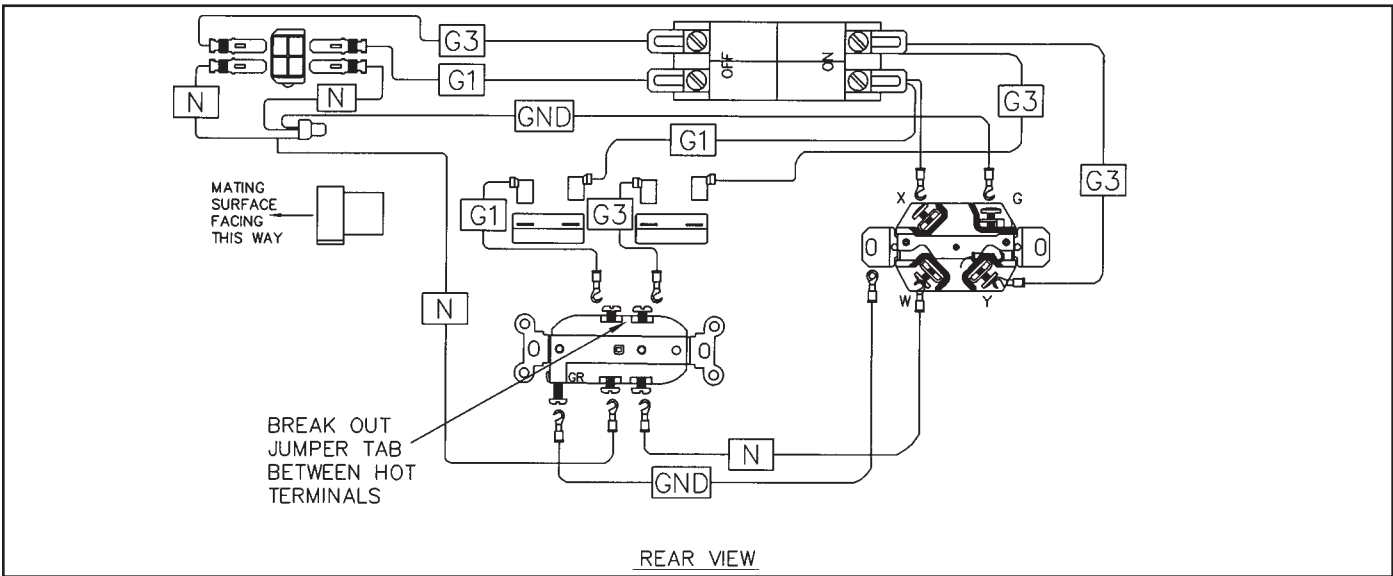 G3
G1
N
N
GND
OFF
ON
G3
G1
G3
MATING
SURFACE
FACING
THIS WAY
G1
G3
X
G
W
Y
N
GR
BREAK OUT
JUMPER TAB
BETWEEN HOT
TERMINALS
N
GND
REAR VIEW